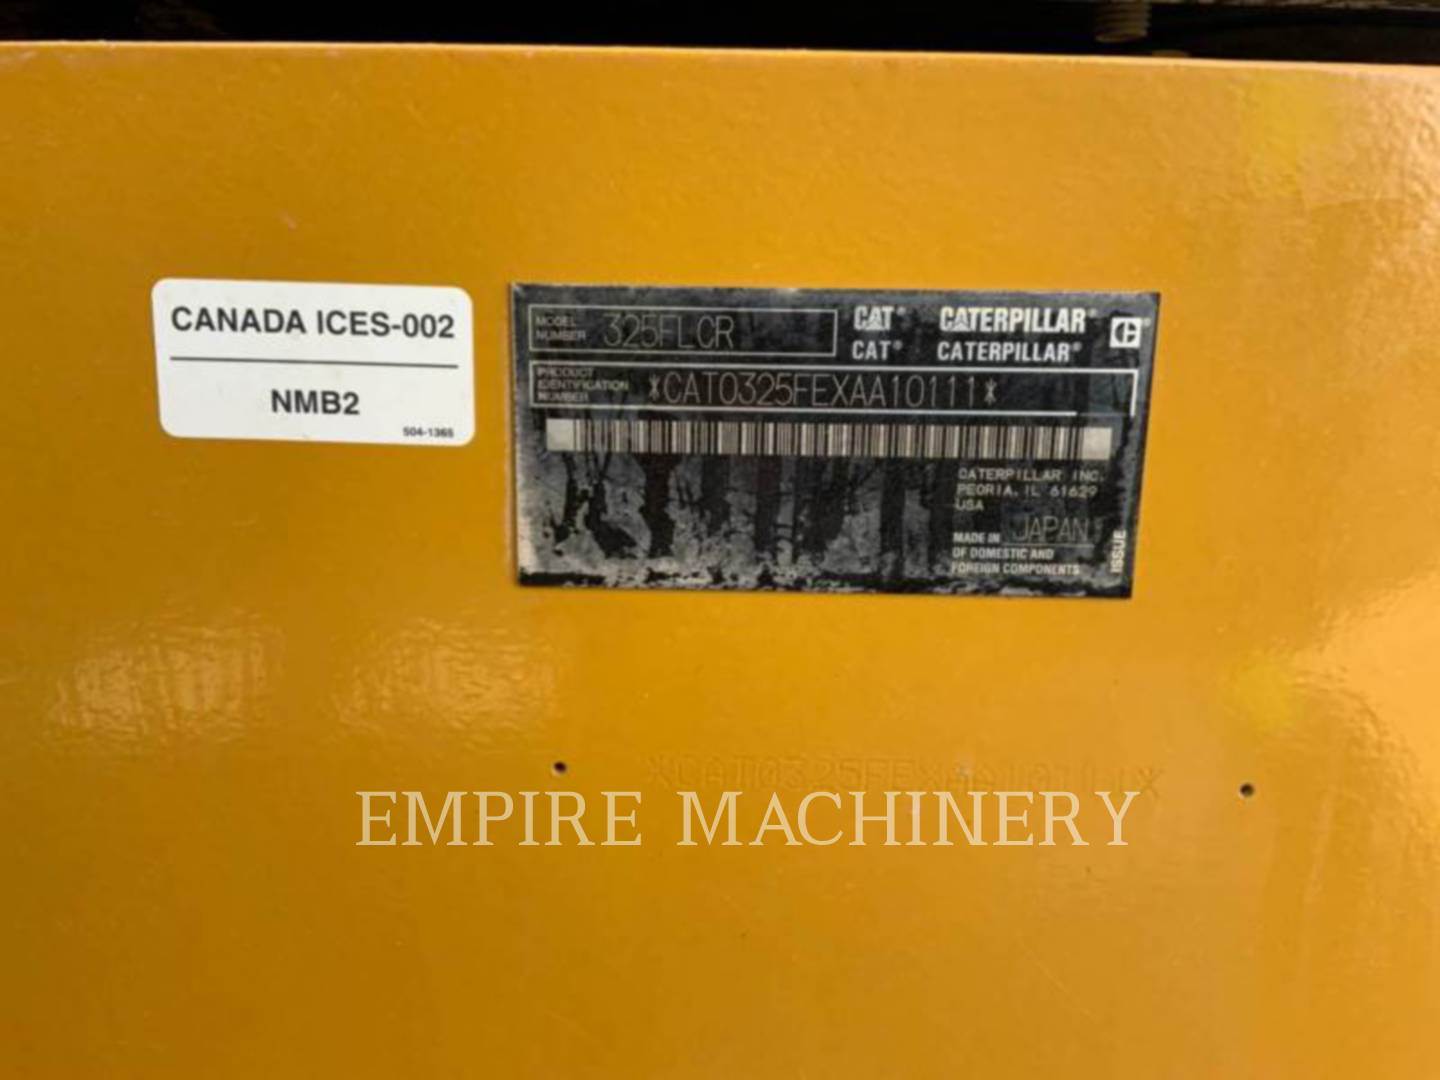 CANADA ICES-002
NMB2
504-1365
MODEL NUMBER 325FLCR
CAT® CATERPILLAR®
CAT® CATERPILLAR®
PRODUCT
IDENTIFICATION
NUMBER
*CAT0325FEXAA10111*
CATERPILLAR INC.
PEORIA, IL 61629
USA
MADE IN JAPAN
OF DOMESTIC AND
FOREIGN COMPONENTS
ISSUE
*CAT0325FEXAA10111*
EMPIRE MACHINERY